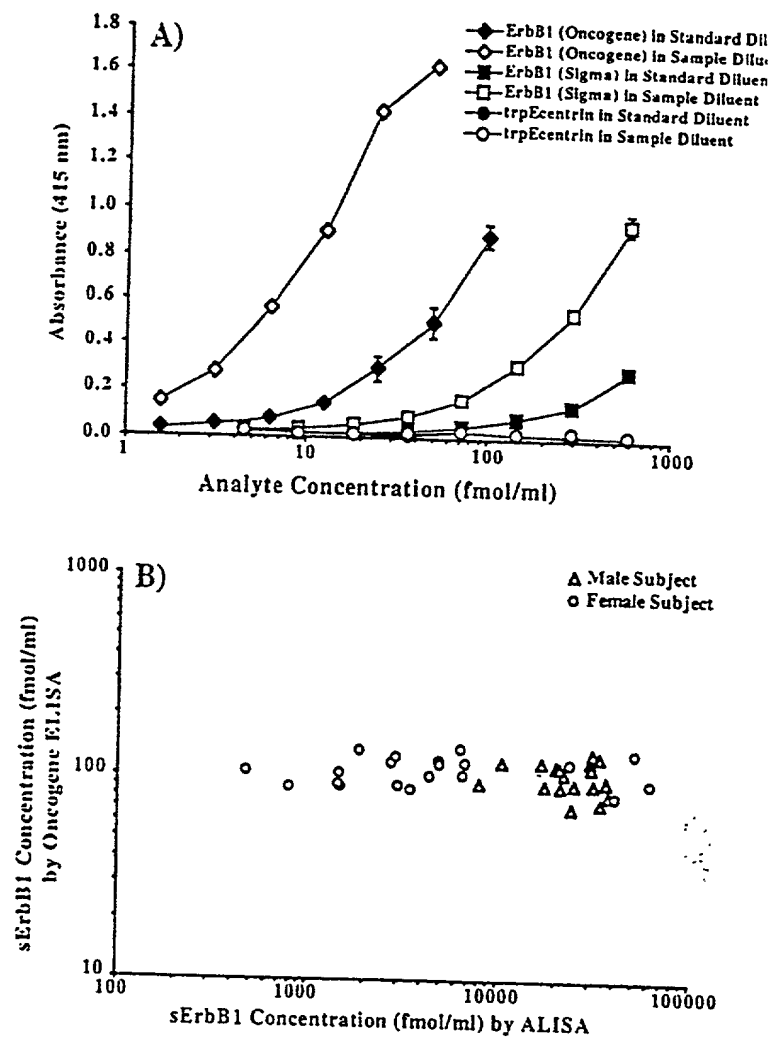 A)
1.8
1.6
1.4
1.2
1.0
0.8
0.6
0.4
0.2
0.0
Absorbance (415 nm)
ErbB1 (Oncogene) in Standard Dil
ErbB1 (Oncogene) in Sample Dilue
ErbB1 (Sigma) in Standard Diluen
ErbB1 (Sigma) in Sample Diluent
trpEcentrin in Standard Diluent
trpEcentrin in Sample Diluent
1 10 100 1000
Analyte Concentration (fmol/ml)
B)
1000
100
10
sErbB1 Concentration (fmol/ml)
by Oncogene ELISA
Male Subject
Female Subject
100 1000 10000 100000
sErbB1 Concentration (fmol/ml) by ALISA